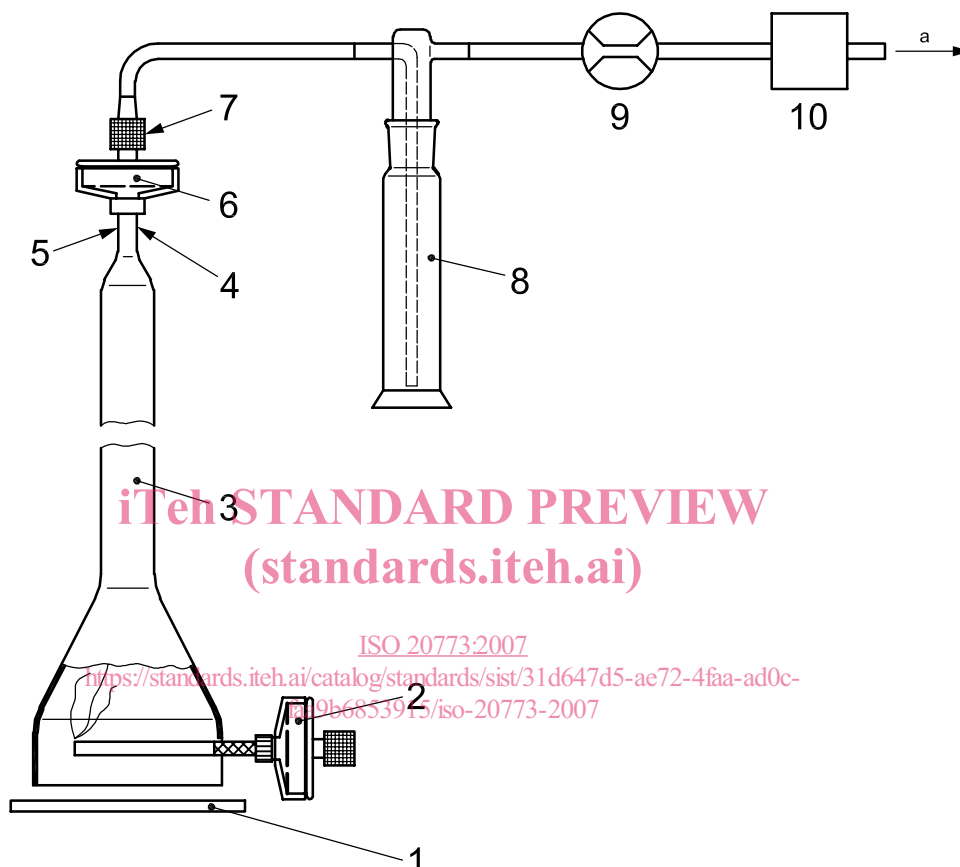 a
7
9
10
6
5
4
8
3
iTeh STANDARD PREVIEW
(standards.iteh.ai)
ISO 20773:2007
https://standards.iteh.ai/catalog/standards/sist/31d647d5-ae72-4faa-ad0c-
faa9b6853915/iso-20773-2007
2
1